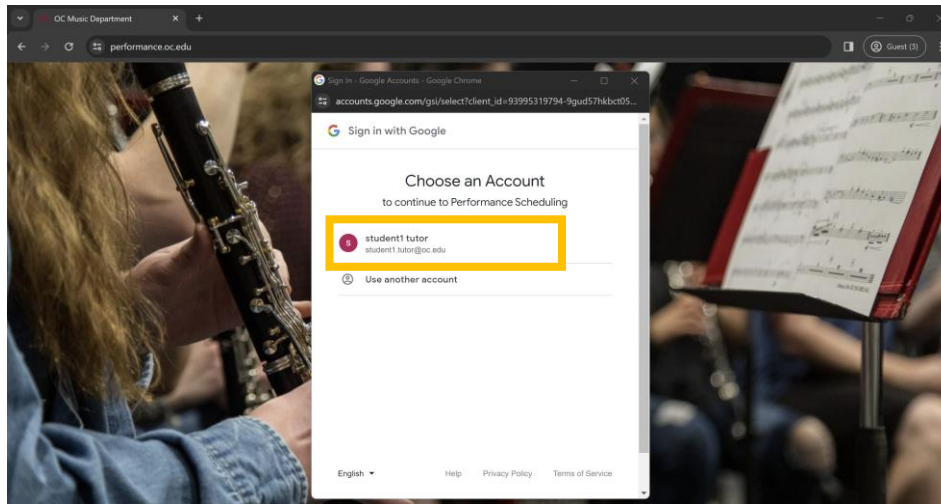 OC Music Department
performance.oc.edu
Guest (3)
Sign in - Google Accounts - Google Chrome
accounts.google.com/gsi/select?client_id=93995319794-9gud57hkbct05...
Sign in with Google
Choose an Account
to continue to Performance Scheduling
s
student1 tutor
student1.tutor@oc.edu
Use another account
English
Help
Privacy Policy
Terms of Service